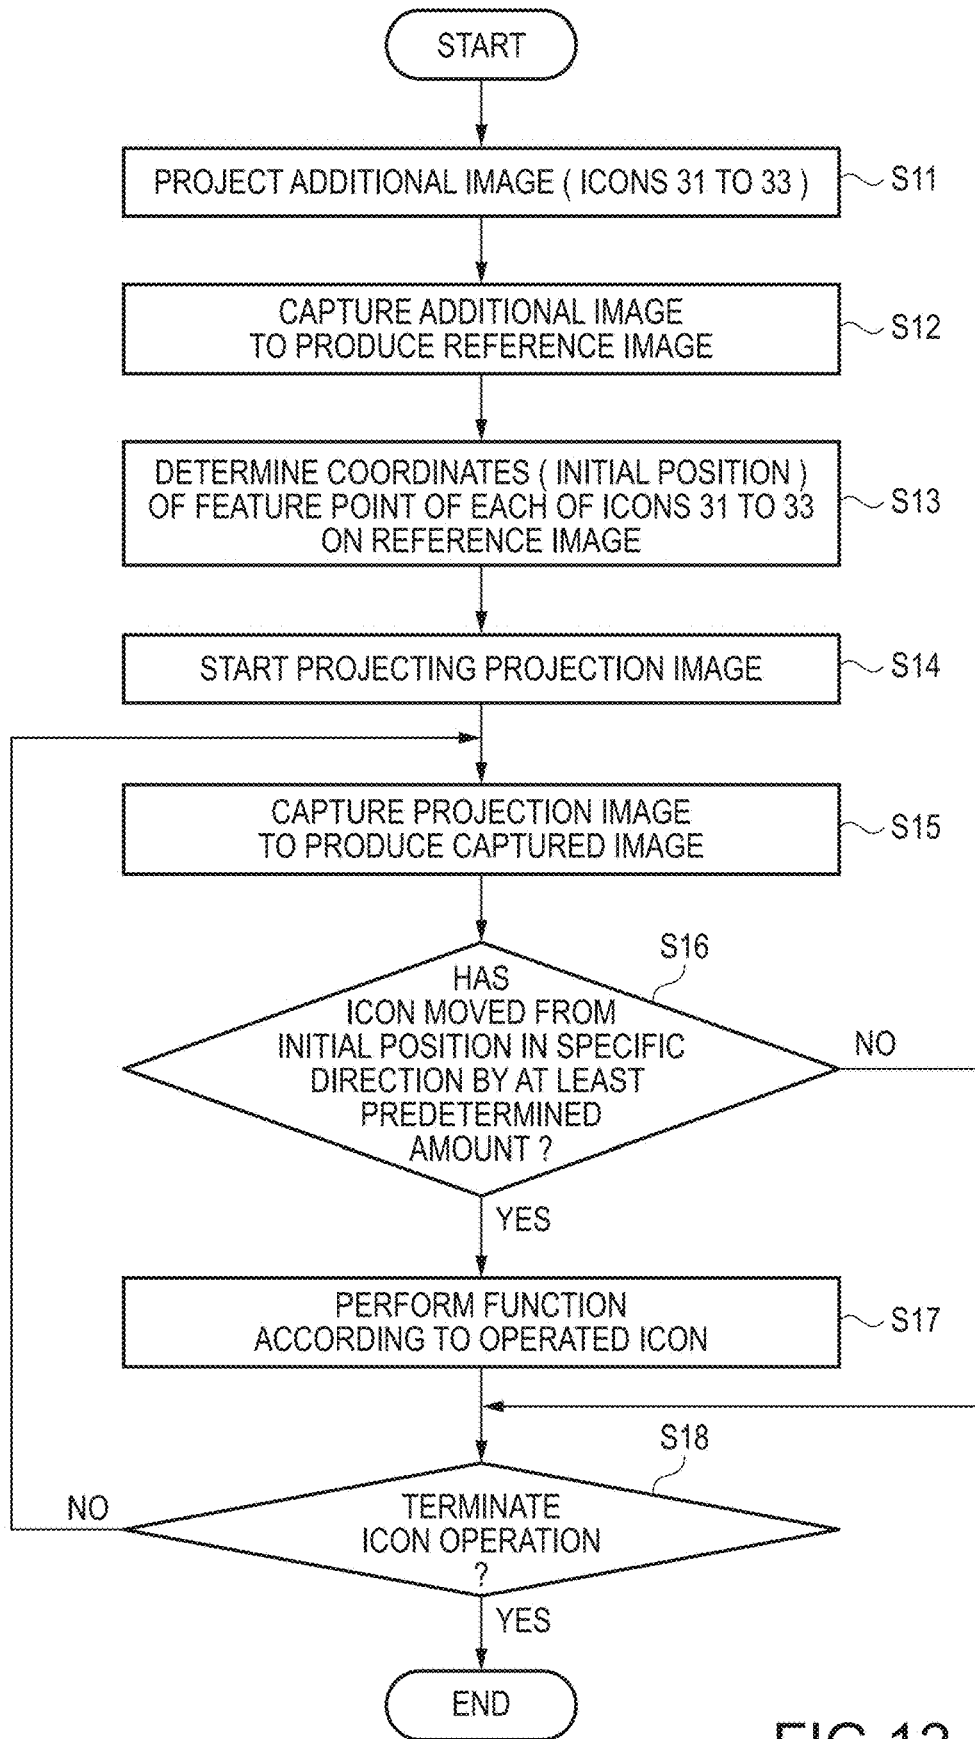 START
PROJECT ADDITIONAL IMAGE ( ICONS 31 TO 33 )
S11
CAPTURE ADDITIONAL IMAGE
TO PRODUCE REFERENCE IMAGE
S12
DETERMINE COORDINATES ( INITIAL POSITION )
OF FEATURE POINT OF EACH OF ICONS 31 TO 33
ON REFERENCE IMAGE
S13
START PROJECTING PROJECTION IMAGE
S14
CAPTURE PROJECTION IMAGE
TO PRODUCE CAPTURED IMAGE
S15
S16
HAS
ICON MOVED FROM
INITIAL POSITION IN SPECIFIC
DIRECTION BY AT LEAST
PREDETERMINED
AMOUNT ?
NO
YES
PERFORM FUNCTION
ACCORDING TO OPERATED ICON
S17
S18
TERMINATE
ICON OPERATION
?
NO
YES
END